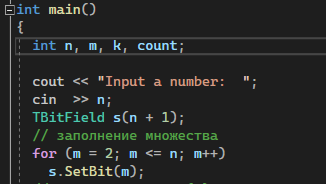 int main()
{
int n, m, k, count;
cout << "Input a number:  ";
cin  >> n;
TBitField s(n + 1);
// заполнение множества
for (m = 2; m <= n; m++)
s.SetBit(m);